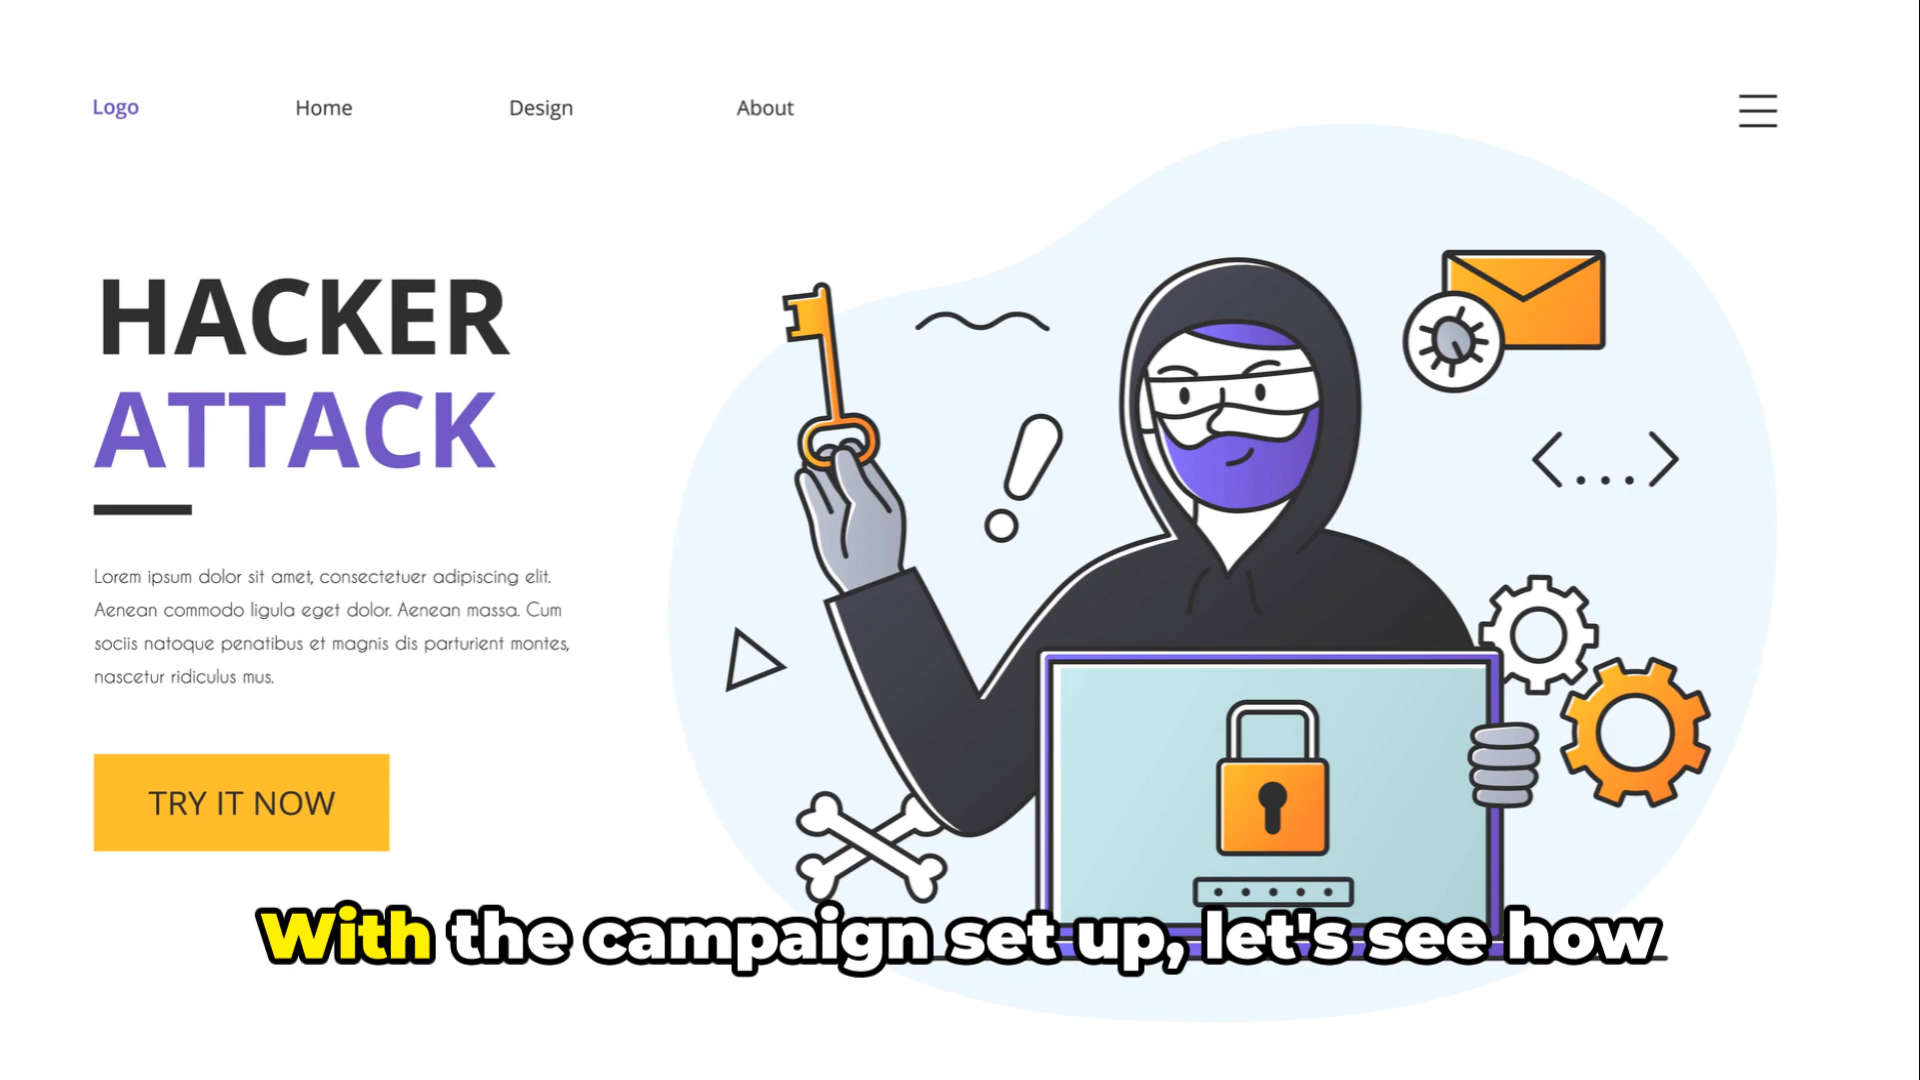 Logo
Home
Design
About
HACKER
ATTACK
Lorem ipsum dolor sit amet, consectetuer adipiscing elit.
Aenean commodo ligula eget dolor. Aenean massa. Cum
sociis natoque penatibus et magnis dis parturient montes,
nascetur ridiculus mus.
TRY IT NOW
With the campaign set up, let's see how